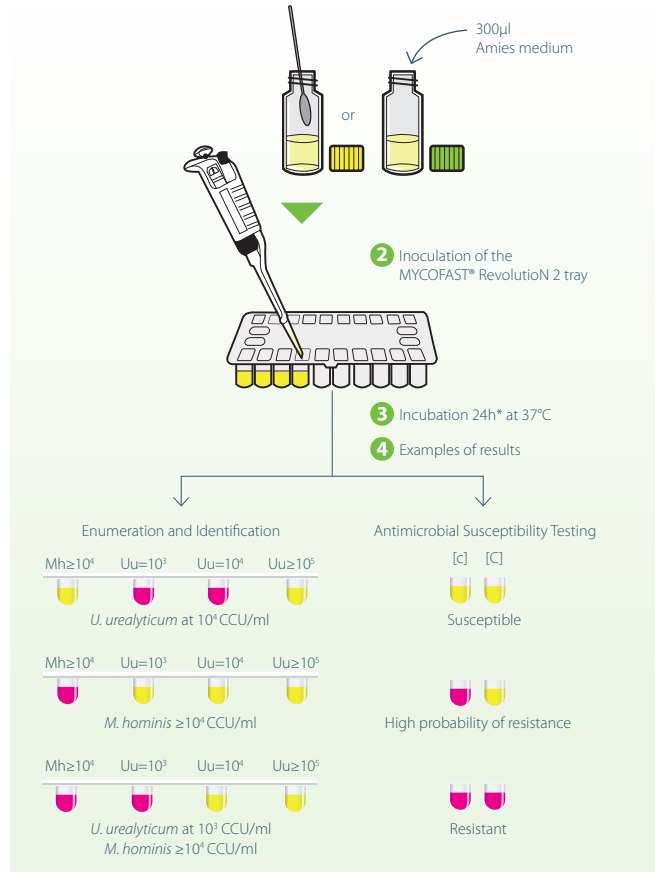 300µl
Amies medium
or
2 Inoculation of the
MYCOFAST® RevolutioN 2 tray
3 Incubation 24h* at 37°C
4 Examples of results
Enumeration and Identification
Mh≥10⁴ Uu=10³ Uu=10⁴ Uu≥10⁵
U. urealyticum at 10⁴ CCU/ml
Mh≥10⁴ Uu=10³ Uu=10⁴ Uu≥10⁵
M. hominis ≥10⁴ CCU/ml
Mh≥10⁴ Uu=10³ Uu=10⁴ Uu≥10⁵
U. urealyticum at 10³ CCU/ml
M. hominis ≥10⁴ CCU/ml
Antimicrobial Susceptibility Testing
[c] [C]
Susceptible
High probability of resistance
Resistant